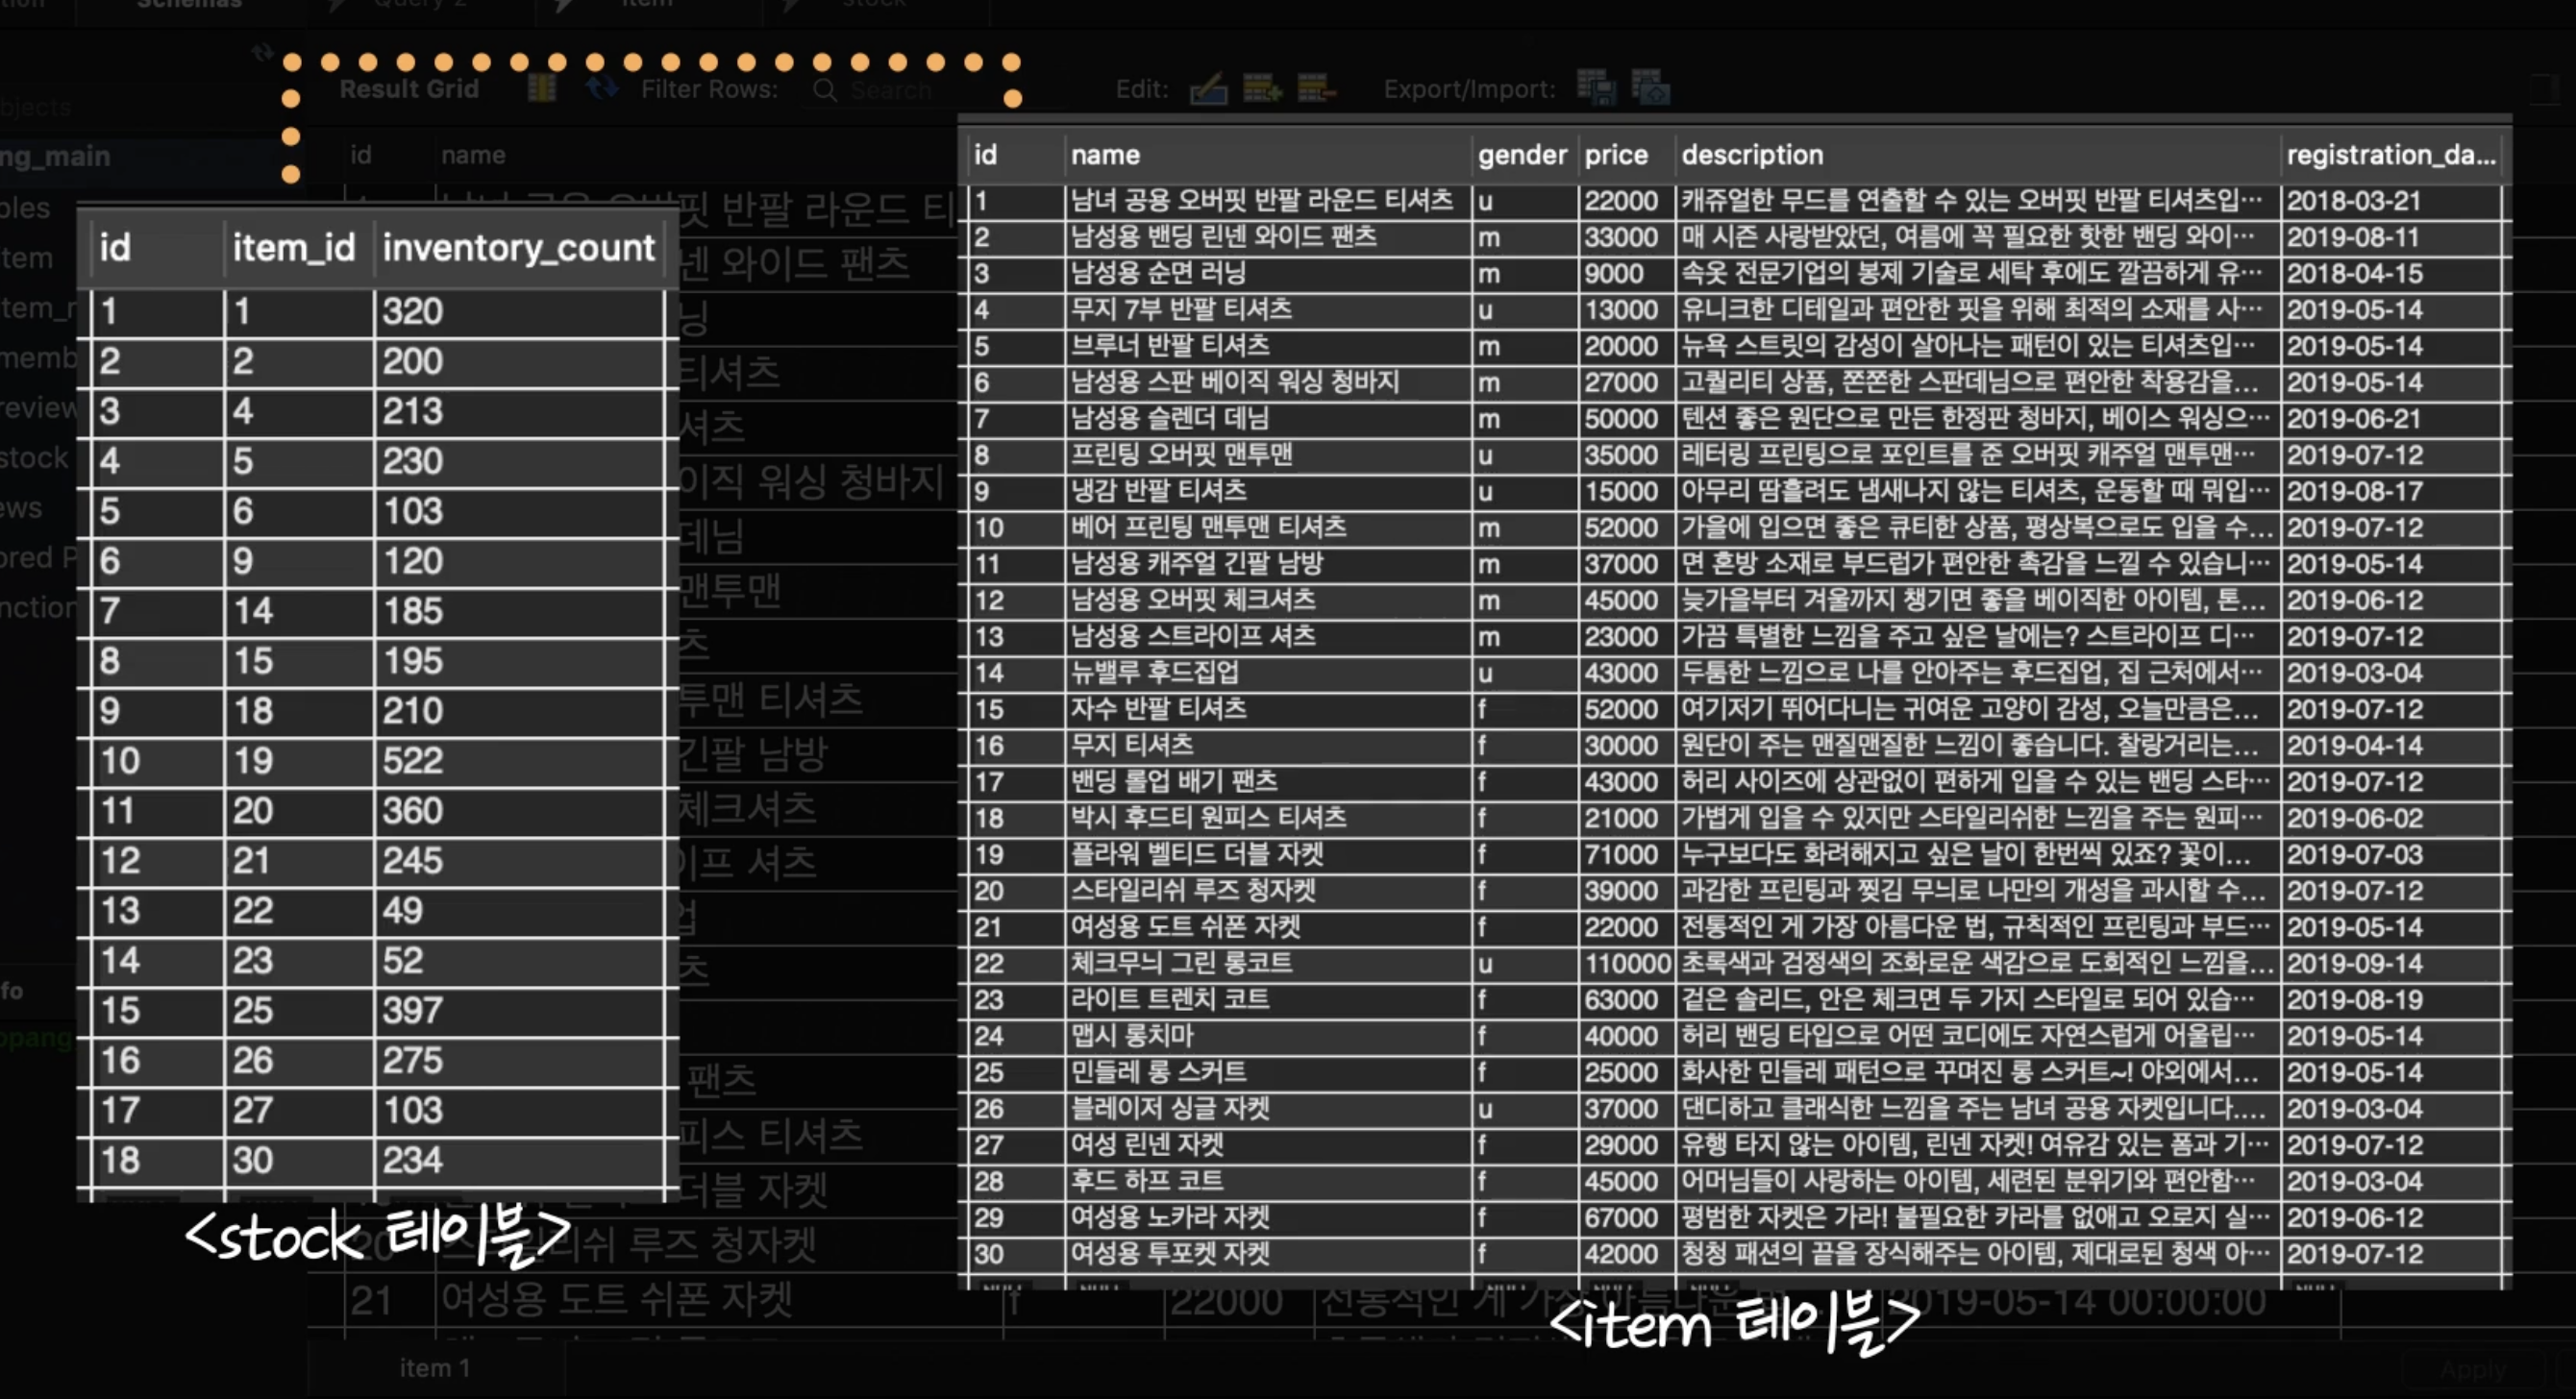 Schemas
Query 2
item
stock
Result Grid
Filter Rows:
Search
Edit:
Export/Import:
bjects
ng_main
bles
tem
memb
review
stock
ews
ored P
nction
fo
opang
id name
id item_id inventory_count
1 1 320
2 2 200
3 4 213
4 5 230
5 6 103
6 9 120
7 14 185
8 15 195
9 18 210
10 19 522
11 20 360
12 21 245
13 22 49
14 23 52
15 25 397
16 26 275
17 27 103
18 30 234
<stock 테이블>
id name gender price description registration_da...
1 남녀 공용 오버핏 반팔 라운드 티셔츠 u 22000 캐쥬얼한 무드를 연출할 수 있는 오버핏 반팔 티셔츠입… 2018-03-21
2 남성용 밴딩 린넨 와이드 팬츠 m 33000 매 시즌 사랑받았던, 여름에 꼭 필요한 핫한 밴딩 와이… 2019-08-11
3 남성용 순면 러닝 m 9000 속옷 전문기업의 봉제 기술로 세탁 후에도 깔끔하게 유… 2018-04-15
4 무지 7부 반팔 티셔츠 u 13000 유니크한 디테일과 편안한 핏을 위해 최적의 소재를 사… 2019-05-14
5 브루너 반팔 티셔츠 m 20000 뉴욕 스트릿의 감성이 살아나는 패턴이 있는 티셔츠입… 2019-05-14
6 남성용 스판 베이직 워싱 청바지 m 27000 고퀄리티 상품, 쫀쫀한 스판데님으로 편안한 착용감을... 2019-05-14
7 남성용 슬렌더 데님 m 50000 텐션 좋은 원단으로 만든 한정판 청바지, 베이스 워싱으… 2019-06-21
8 프린팅 오버핏 맨투맨 u 35000 레터링 프린팅으로 포인트를 준 오버핏 캐주얼 맨투맨… 2019-07-12
9 냉감 반팔 티셔츠 u 15000 아무리 땀흘려도 냄새나지 않는 티셔츠, 운동할 때 뭐입… 2019-08-17
10 베어 프린팅 맨투맨 티셔츠 m 52000 가을에 입으면 좋은 큐티한 상품, 평상복으로도 입을 수... 2019-07-12
11 남성용 캐주얼 긴팔 남방 m 37000 면 혼방 소재로 부드럽가 편안한 촉감을 느낄 수 있습니… 2019-05-14
12 남성용 오버핏 체크셔츠 m 45000 늦가을부터 겨울까지 챙기면 좋을 베이직한 아이템, 톤... 2019-06-12
13 남성용 스트라이프 셔츠 m 23000 가끔 특별한 느낌을 주고 싶은 날에는? 스트라이프 디… 2019-07-12
14 뉴밸루 후드집업 u 43000 두툼한 느낌으로 나를 안아주는 후드집업, 집 근처에서… 2019-03-04
15 자수 반팔 티셔츠 f 52000 여기저기 뛰어다니는 귀여운 고양이 감성, 오늘만큼은... 2019-07-12
16 무지 티셔츠 f 30000 원단이 주는 맨질맨질한 느낌이 좋습니다. 찰랑거리는... 2019-04-14
17 밴딩 롤업 배기 팬츠 f 43000 허리 사이즈에 상관없이 편하게 입을 수 있는 밴딩 스타… 2019-07-12
18 박시 후드티 원피스 티셔츠 f 21000 가볍게 입을 수 있지만 스타일리쉬한 느낌을 주는 원피… 2019-06-02
19 플라워 벨티드 더블 자켓 f 71000 누구보다도 화려해지고 싶은 날이 한번씩 있죠? 꽃이... 2019-07-03
20 스타일리쉬 루즈 청자켓 f 39000 과감한 프린팅과 찢김 무늬로 나만의 개성을 과시할 수... 2019-07-12
21 여성용 도트 쉬폰 자켓 f 22000 전통적인 게 가장 아름다운 법, 규칙적인 프린팅과 부드… 2019-05-14
22 체크무늬 그린 롱코트 u 110000 초록색과 검정색의 조화로운 색감으로 도회적인 느낌을... 2019-09-14
23 라이트 트렌치 코트 f 63000 겉은 솔리드, 안은 체크면 두 가지 스타일로 되어 있습… 2019-08-19
24 맵시 롱치마 f 40000 허리 밴딩 타입으로 어떤 코디에도 자연스럽게 어울립… 2019-05-14
25 민들레 롱 스커트 f 25000 화사한 민들레 패턴으로 꾸며진 롱 스커트~! 야외에서... 2019-05-14
26 블레이저 싱글 자켓 u 37000 댄디하고 클래식한 느낌을 주는 남녀 공용 자켓입니다.... 2019-03-04
27 여성 린넨 자켓 f 29000 유행 타지 않는 아이템, 린넨 자켓! 여유감 있는 폼과 기… 2019-07-12
28 후드 하프 코트 f 45000 어머님들이 사랑하는 아이템, 세련된 분위기와 편안함… 2019-03-04
29 여성용 노카라 자켓 f 67000 평범한 자켓은 가라! 불필요한 카라를 없애고 오로지 실… 2019-06-12
30 여성용 투포켓 자켓 f 42000 청청 패션의 끝을 장식해주는 아이템, 제대로된 청색 아… 2019-07-12
<item 테이블>
21 여성용 도트 쉬폰 자켓 f 22000 2019-05-14 00:00:00
item 1
Apply